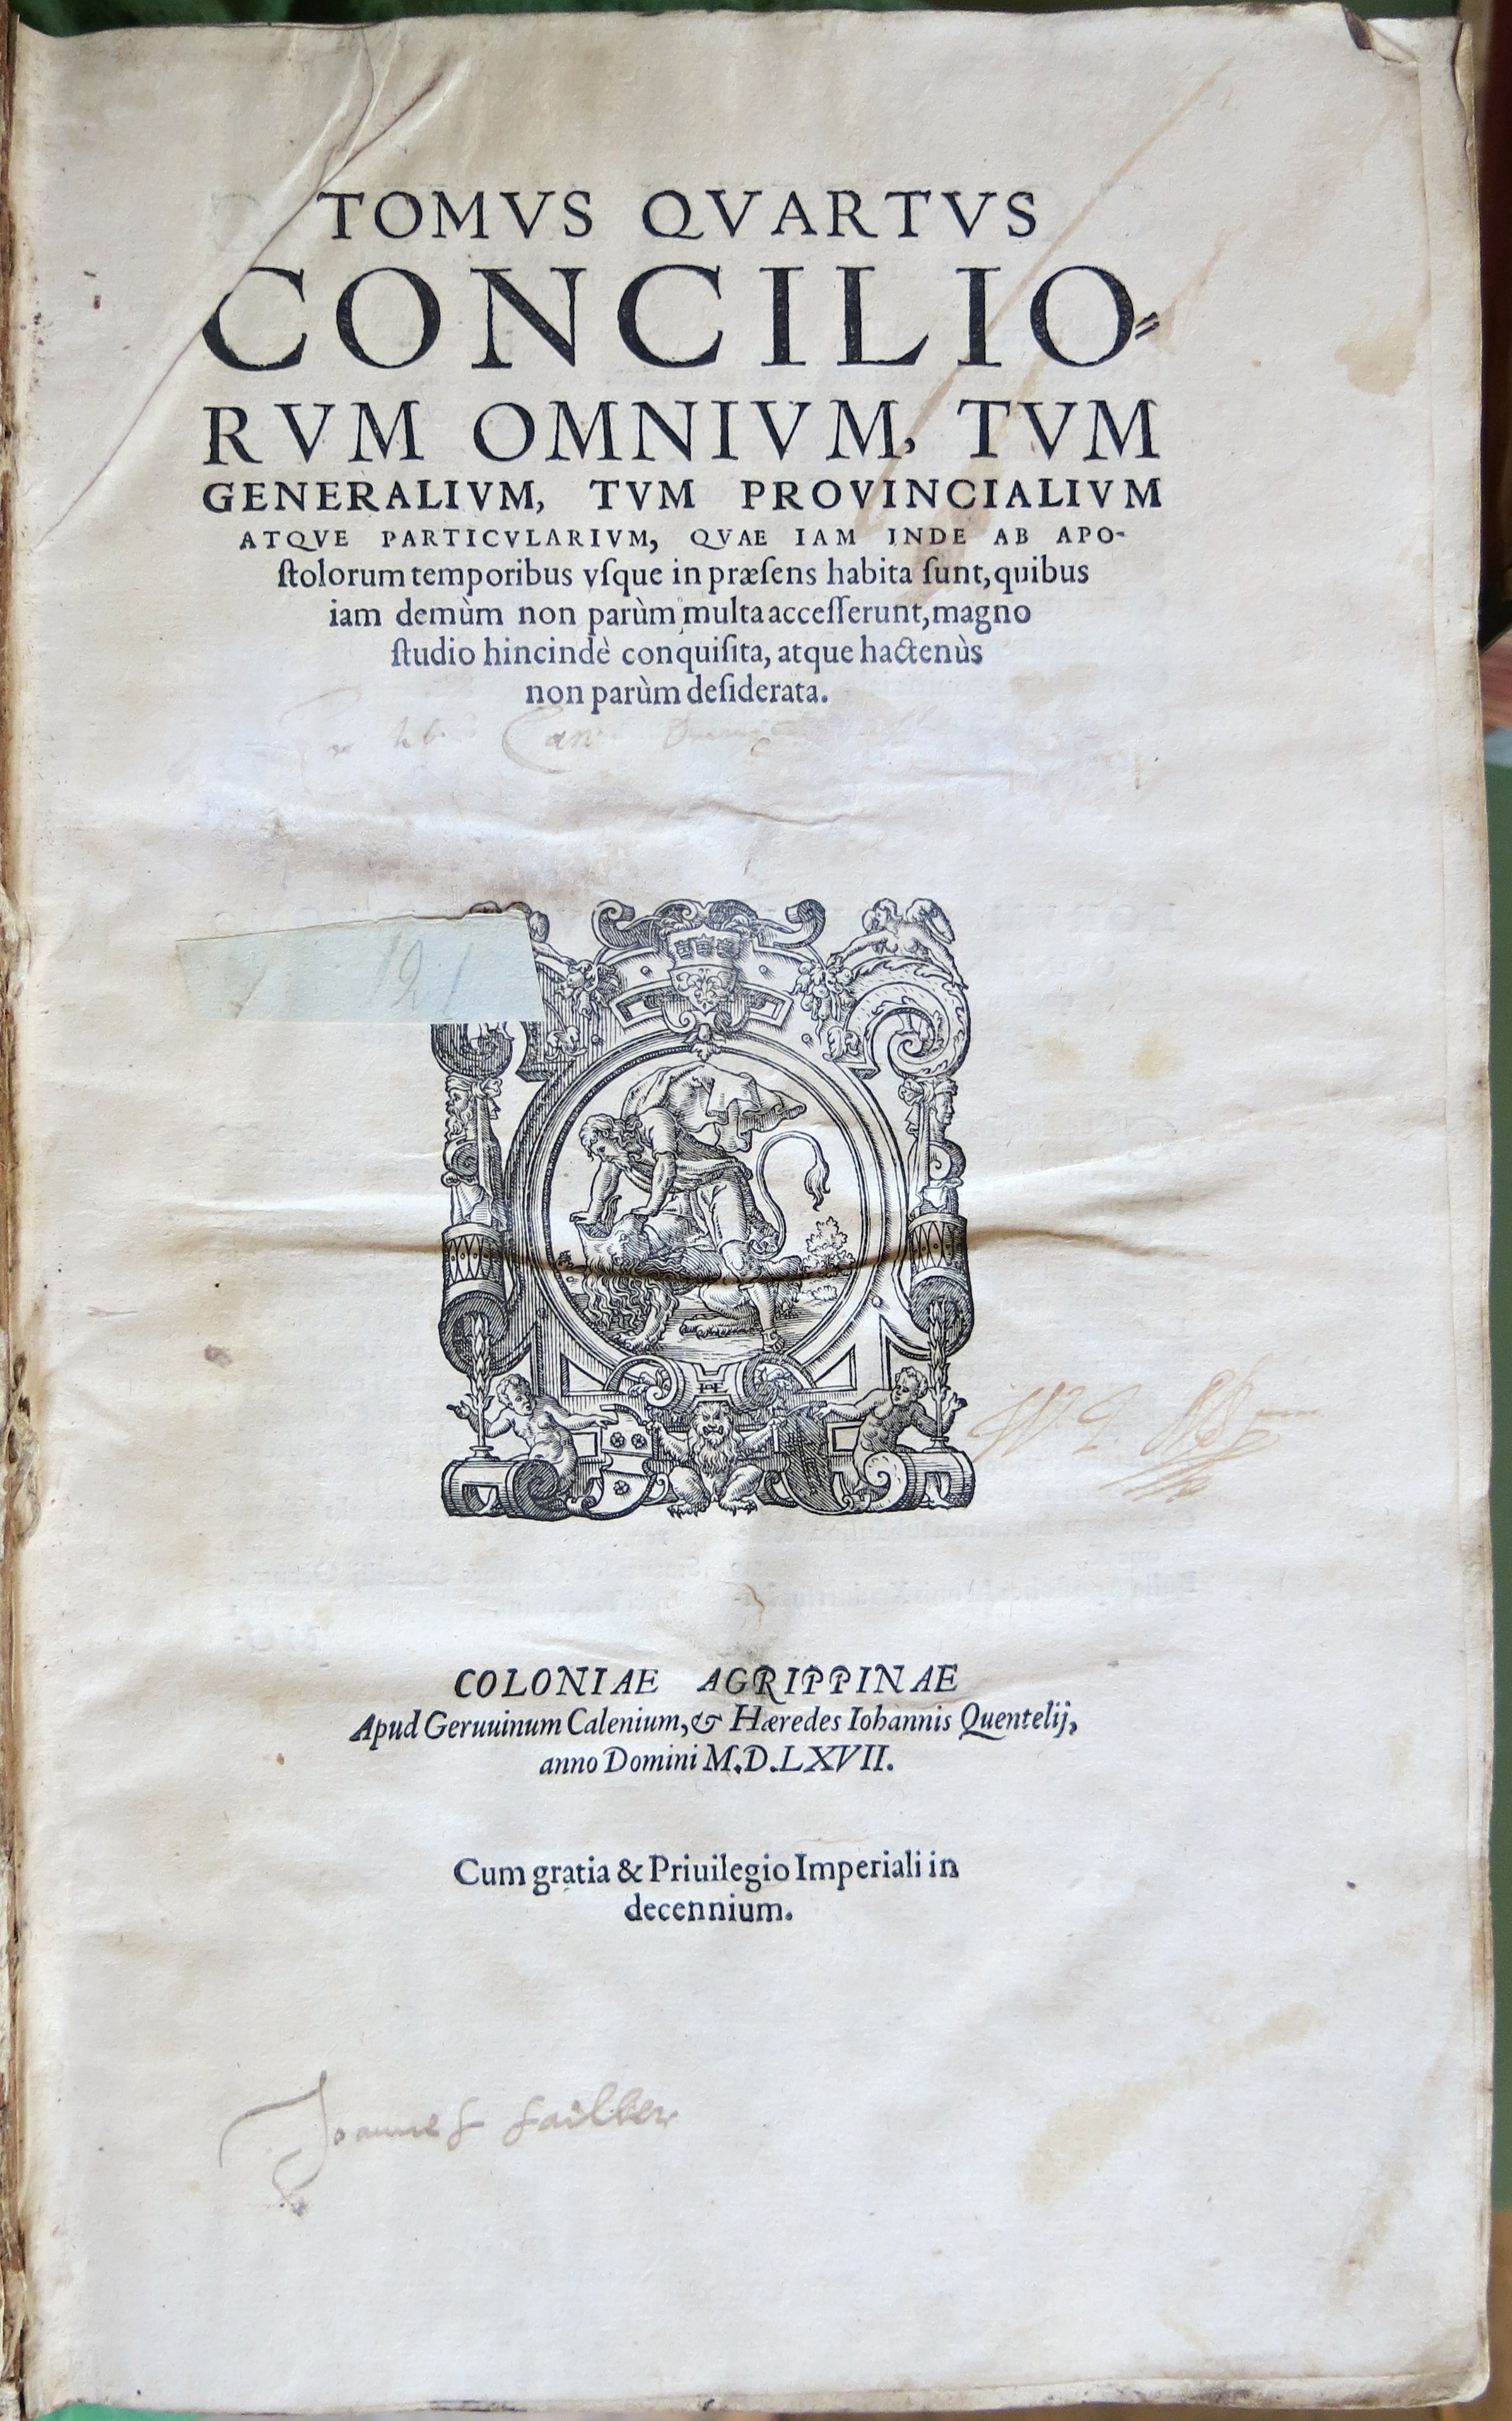 TOMVS QVARTVS
CONCILIO⸗
RVM OMNIVM, TVM
GENERALIVM, TVM PROVINCIALIVM
ATQVE PARTICVLARIVM, QVAE IAM INDE AB APO-
ſtolorum temporibus vſque in præſens habita ſunt, quibus
iam demùm non parùm multa acceſſerunt, magno
ſtudio hincindè conquiſita, atque hactenùs
non parùm deſiderata.
121
COLONIAE AGRIPPINAE
Apud Geruuinum Calenium, & Hæredes Iohannis Quentelij,
anno Domini M.D.LXVII.
Cum gratia & Priuilegio Imperiali in
decennium.
Joannes